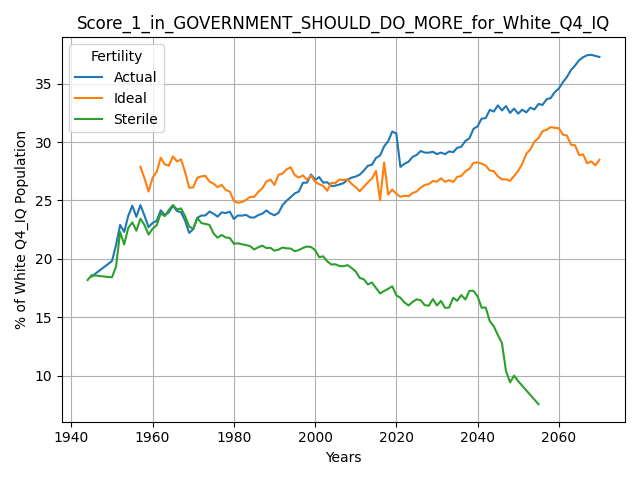 Score_1_in_GOVERNMENT_SHOULD_DO_MORE_for_White_Q4_IQ
Fertility
Actual
Ideal
Sterile
% of White Q4_IQ Population
35
30
25
20
15
10
1940 1960 1980 2000 2020 2040 2060
Years